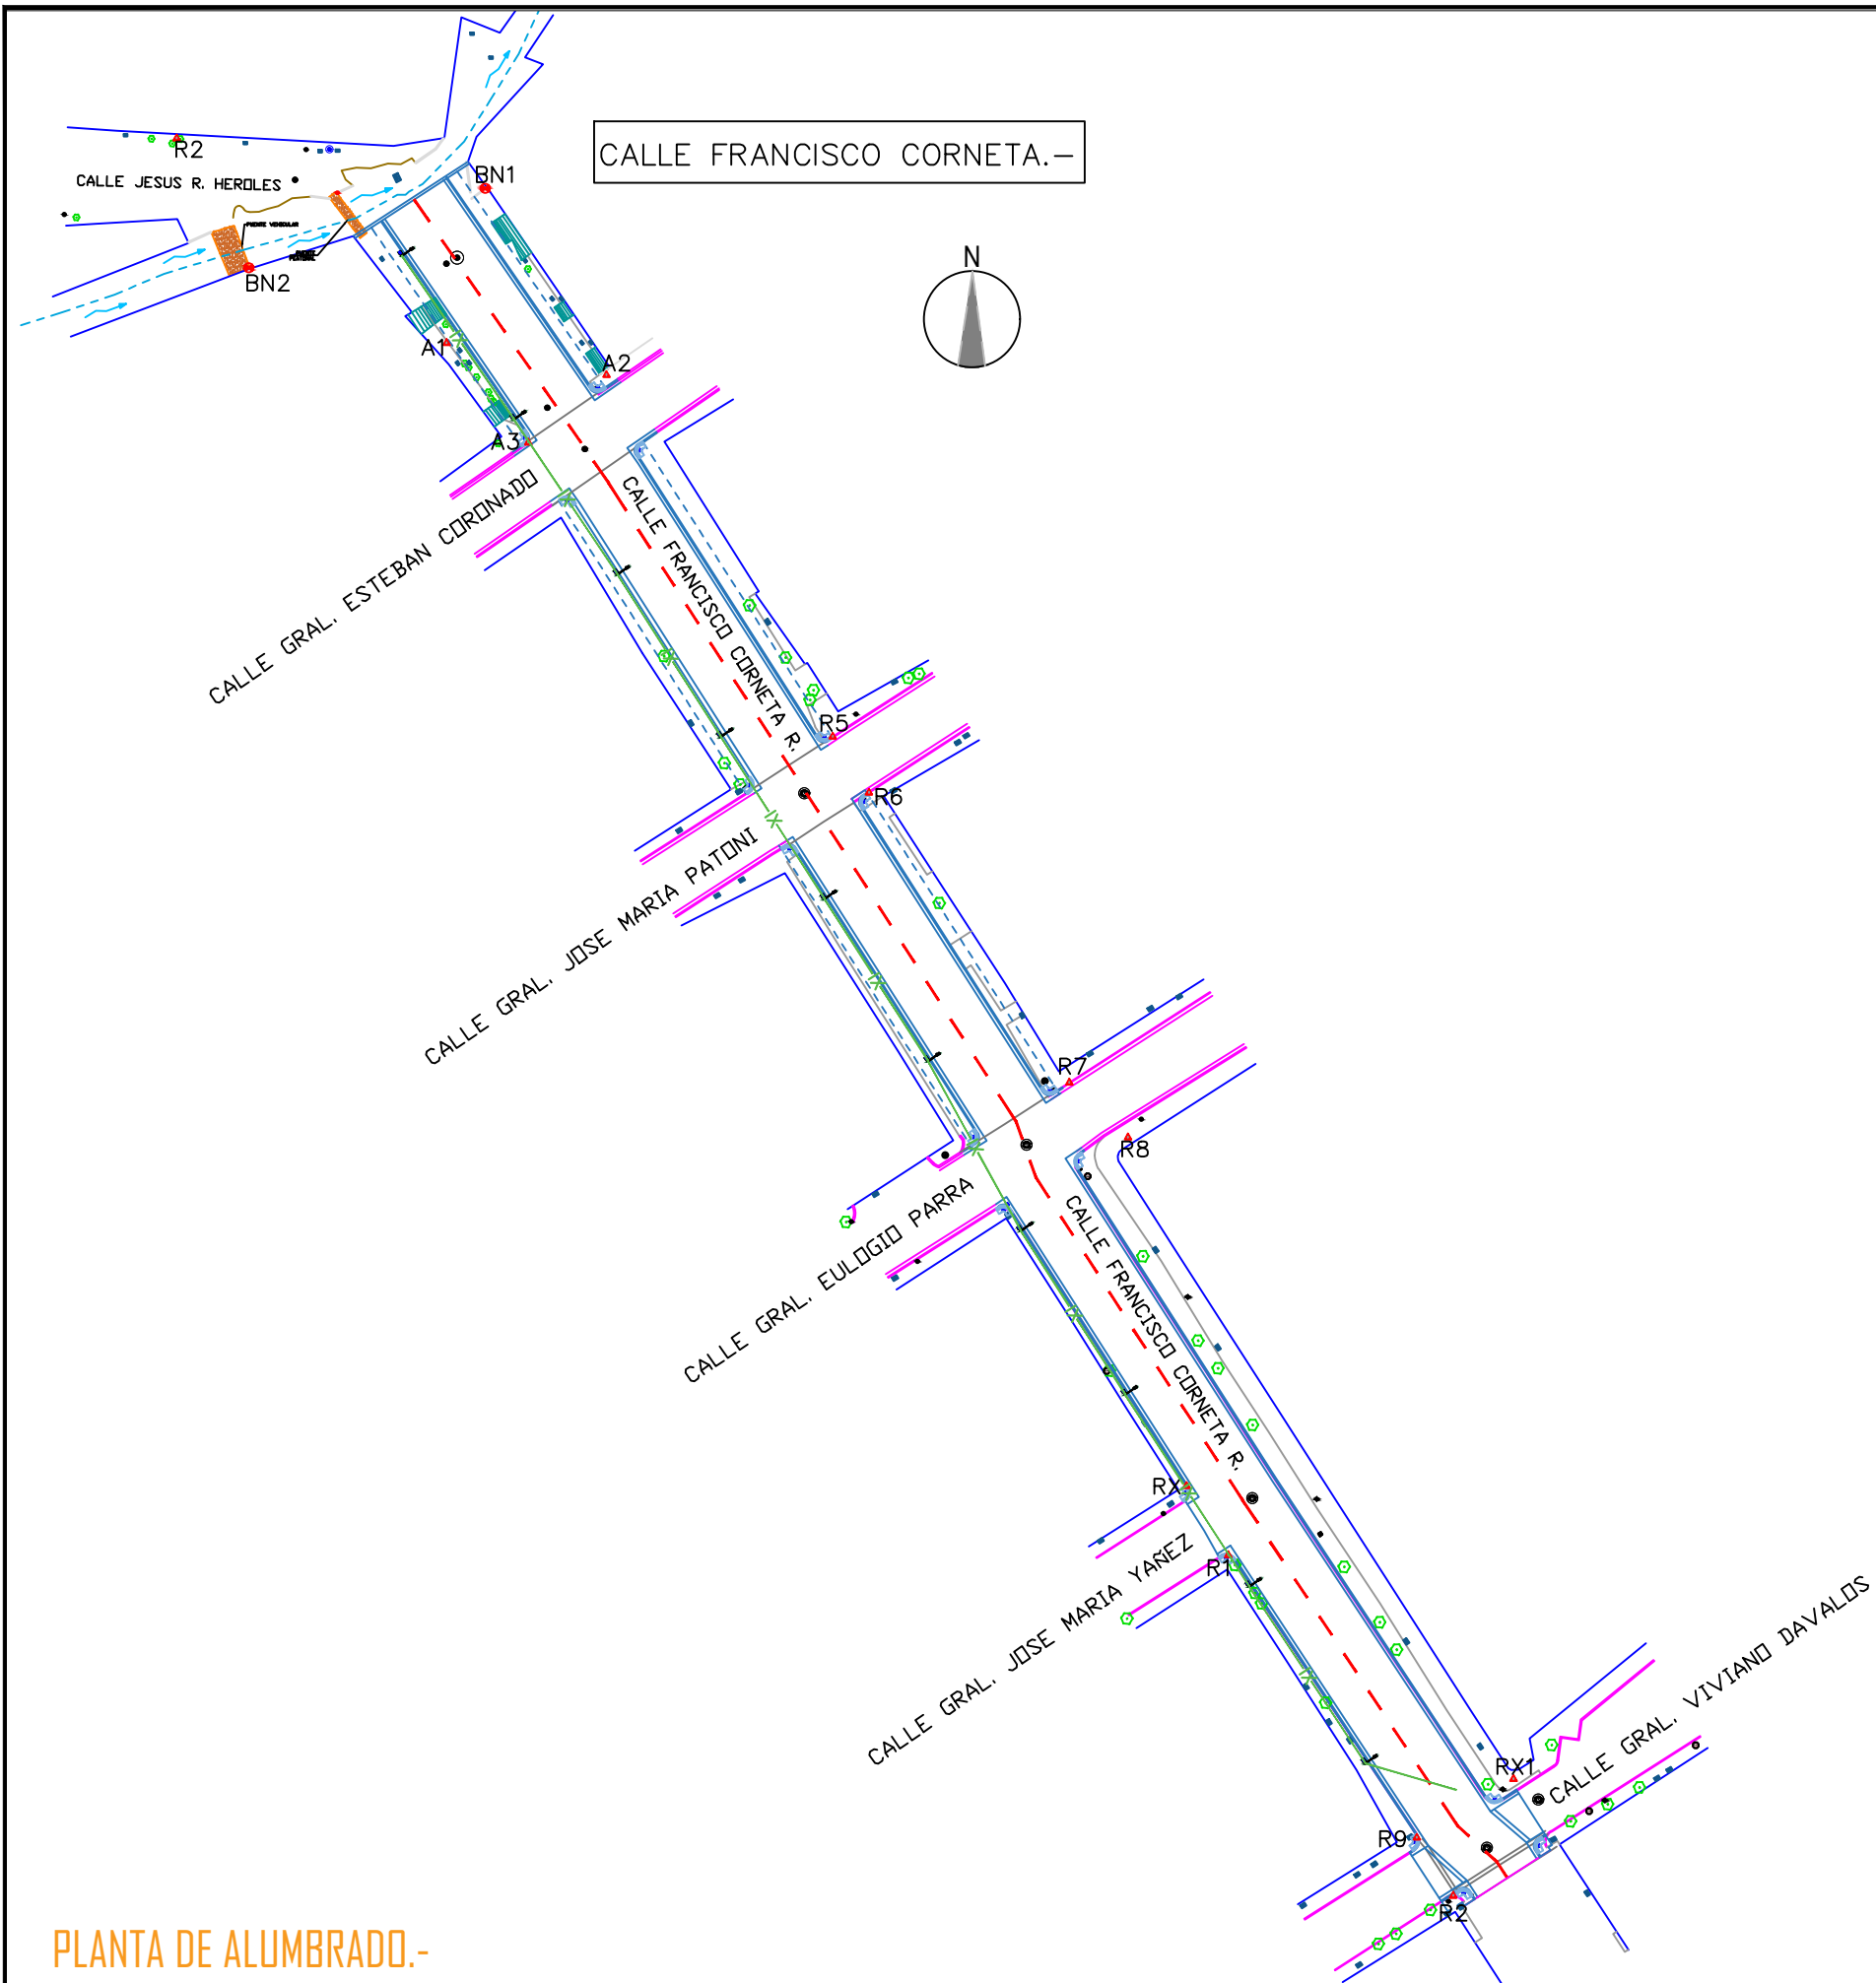 CALLE FRANCISCO CORNETA.—
R2
CALLE JESUS R. HEROLES
BN1
PUENTE VEHICULAR
BN2
N
A1
A2
A3
CALLE GRAL. ESTEBAN CORONADO
CALLE FRANCISCO CORNETA R.
R5
R6
CALLE GRAL. JOSE MARIA PATONI
R7
R8
CALLE GRAL. EULOGIO PARRA
CALLE FRANCISCO CORNETA R.
RX
R1
CALLE GRAL. JOSE MARIA YAÑEZ
CALLE GRAL. VIVIANO DAVALOS
RX1
R9
R2
PLANTA DE ALUMBRADO.-